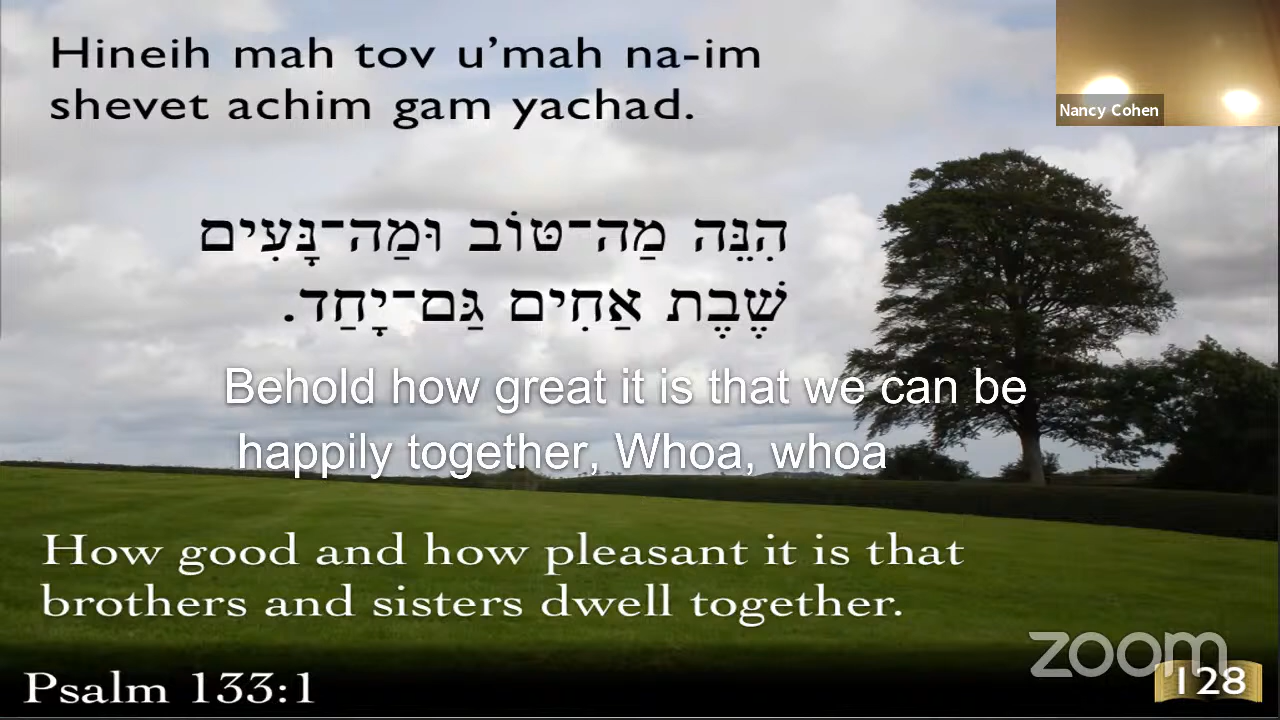 Hineih mah tov u’mah na-im
shevet achim gam yachad.
Nancy Cohen
הִנֵּה מַה־טּוֹב וּמַה־נָּעִים
שֶׁבֶת אַחִים גַּם־יָחַד.
Behold how great it is that we can be
happily together, Whoa, whoa
How good and how pleasant it is that
brothers and sisters dwell together.
zoom
Psalm 133:1
128